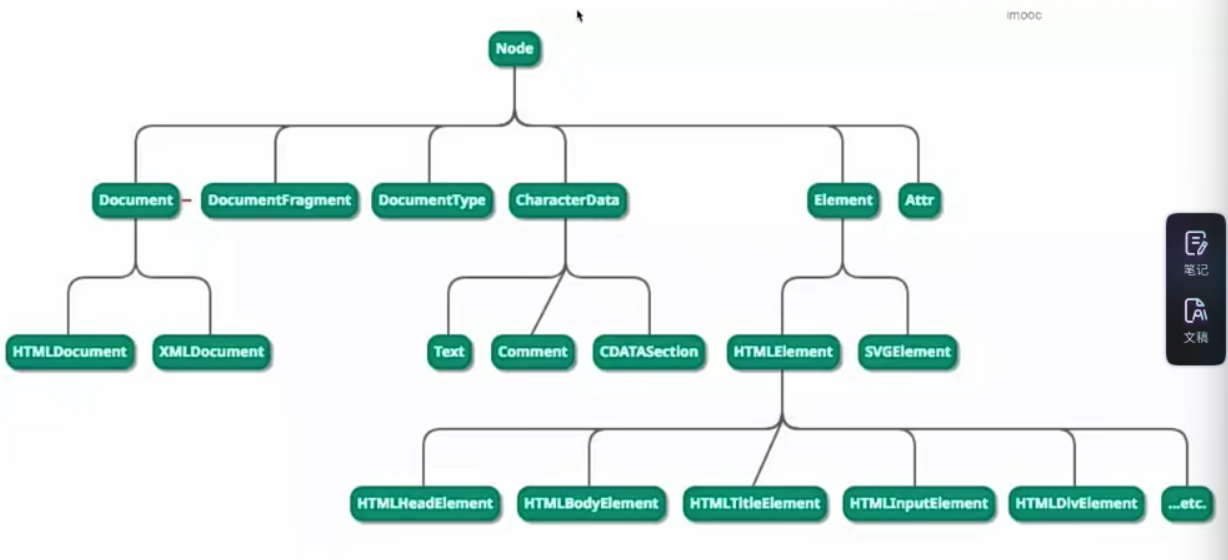 imooc
Node
Document
DocumentFragment
DocumentType
CharacterData
Element
Attr
笔记
文稿
HTMLDocument
XMLDocument
Text
Comment
CDATASection
HTMLElement
SVGElement
HTMLHeadElement
HTMLBodyElement
HTMLTitleElement
HTMLInputElement
HTMLDivElement
...etc.